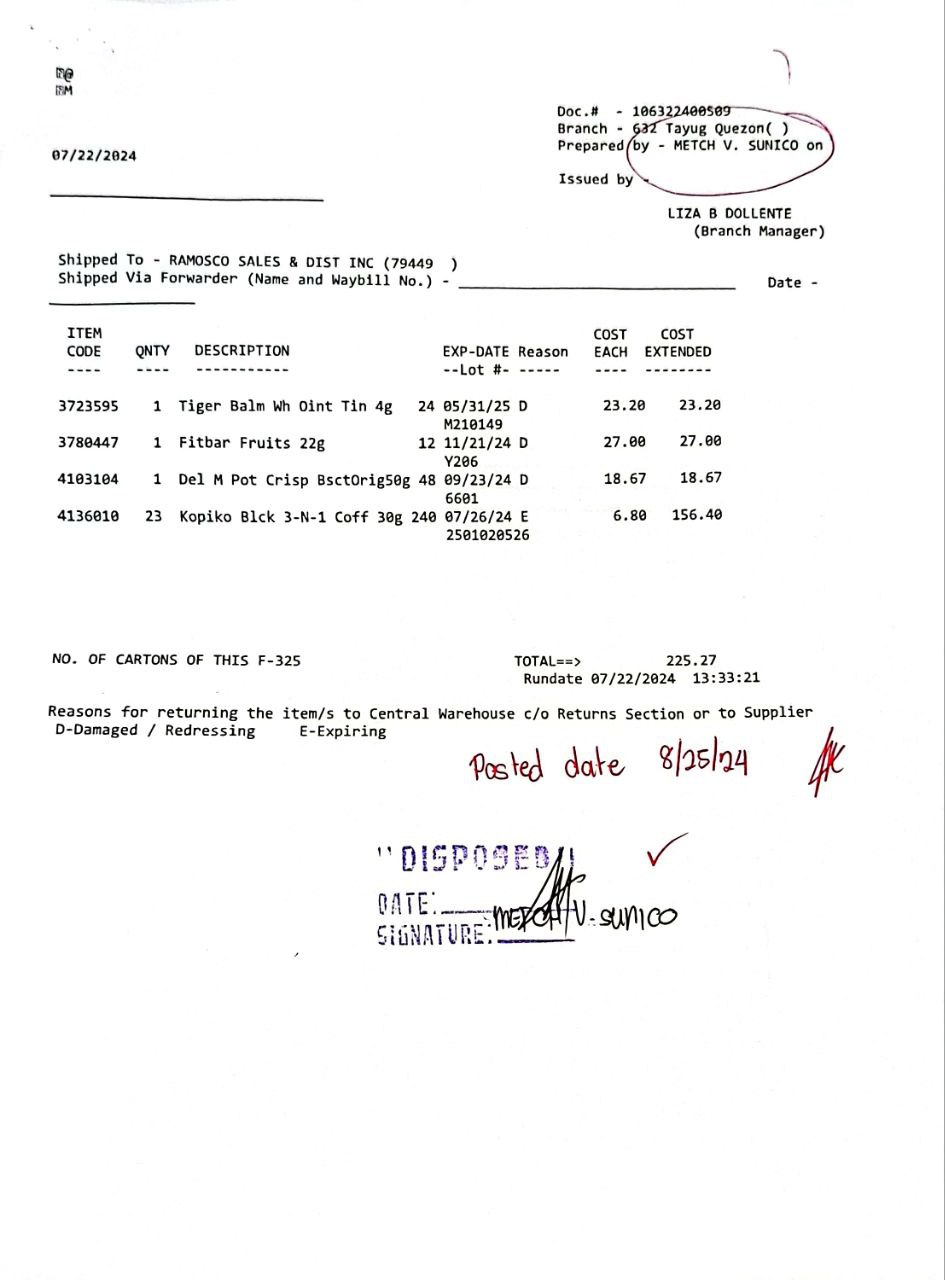 Doc.# - 106322400509
Branch - 632 Tayug Quezon( )
Prepared by - METCH V. SUNICO on
07/22/2024
Issued by -
LIZA B DOLLENTE
(Branch Manager)
Shipped To - RAMOSCO SALES & DIST INC (79449 )
Shipped Via Forwarder (Name and Waybill No.) - Date -
ITEM COST COST
CODE QNTY DESCRIPTION EXP-DATE Reason EACH EXTENDED
---- ---- ----------- --Lot #- ----- ---- --------
3723595 1 Tiger Balm Wh Oint Tin 4g 24 05/31/25 D 23.20 23.20
M210149
3780447 1 Fitbar Fruits 22g 12 11/21/24 D 27.00 27.00
Y206
4103104 1 Del M Pot Crisp BsctOrig50g 48 09/23/24 D 18.67 18.67
6601
4136010 23 Kopiko Blck 3-N-1 Coff 30g 240 07/26/24 E 6.80 156.40
2501020526
NO. OF CARTONS OF THIS F-325 TOTAL==> 225.27
Rundate 07/22/2024 13:33:21
Reasons for returning the item/s to Central Warehouse c/o Returns Section or to Supplier
D-Damaged / Redressing E-Expiring
Posted date 8/25/24
"DISPOSED"
DATE:
METCH V. SUNICO
SIGNATURE: